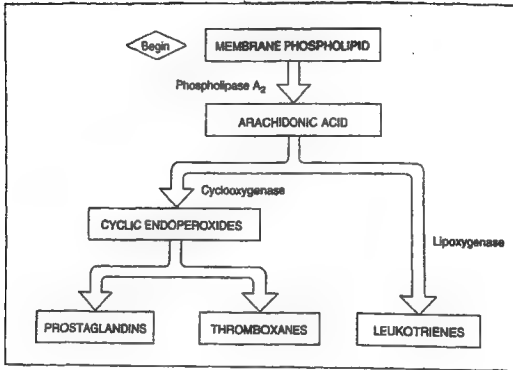 Begin
MEMBRANE PHOSPHOLIPID
Phospholipase A₂
ARACHIDONIC ACID
Cyclooxygenase
CYCLIC ENDOPEROXIDES
Lipoxygenase
PROSTAGLANDINS
THROMBOXANES
LEUKOTRIENES